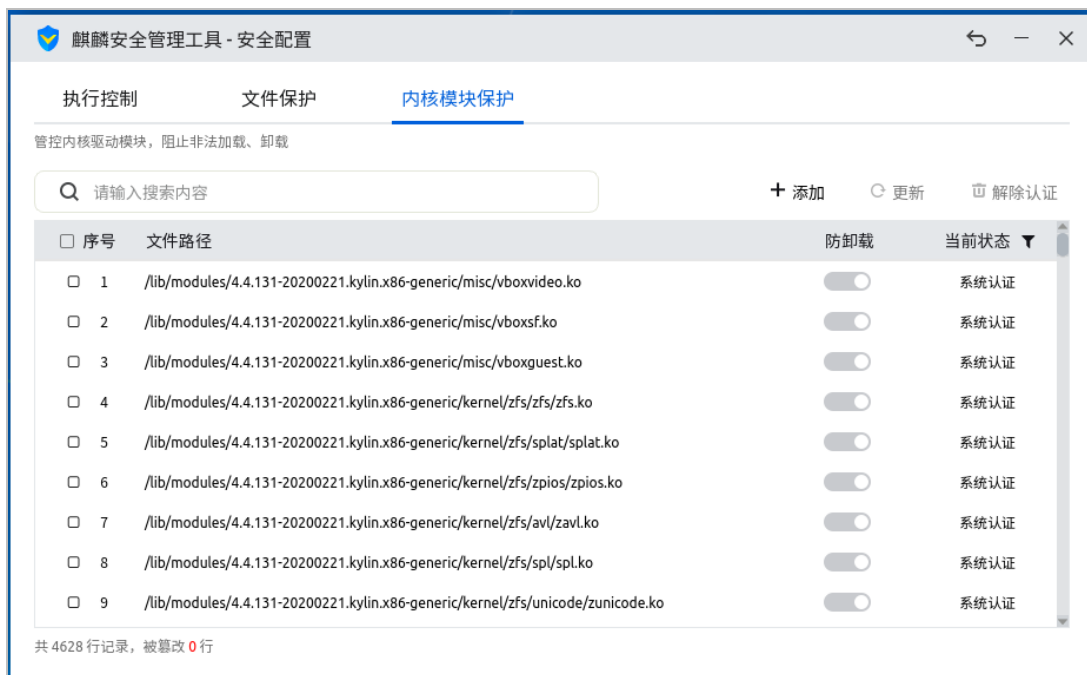 麒麟安全管理工具 - 安全配置
执行控制 文件保护 内核模块保护
管控内核驱动模块，阻止非法加载、卸载
请输入搜索内容 添加 更新 解除认证
序号 文件路径 防卸载 当前状态
1 /lib/modules/4.4.131-20200221.kylin.x86-generic/misc/vboxvideo.ko 系统认证
2 /lib/modules/4.4.131-20200221.kylin.x86-generic/misc/vboxsf.ko 系统认证
3 /lib/modules/4.4.131-20200221.kylin.x86-generic/misc/vboxguest.ko 系统认证
4 /lib/modules/4.4.131-20200221.kylin.x86-generic/kernel/zfs/zfs/zfs.ko 系统认证
5 /lib/modules/4.4.131-20200221.kylin.x86-generic/kernel/zfs/splat/splat.ko 系统认证
6 /lib/modules/4.4.131-20200221.kylin.x86-generic/kernel/zfs/zpios/zpios.ko 系统认证
7 /lib/modules/4.4.131-20200221.kylin.x86-generic/kernel/zfs/avl/zavl.ko 系统认证
8 /lib/modules/4.4.131-20200221.kylin.x86-generic/kernel/zfs/spl/spl.ko 系统认证
9 /lib/modules/4.4.131-20200221.kylin.x86-generic/kernel/zfs/unicode/zunicode.ko 系统认证
共 4628 行记录，被篡改 0 行